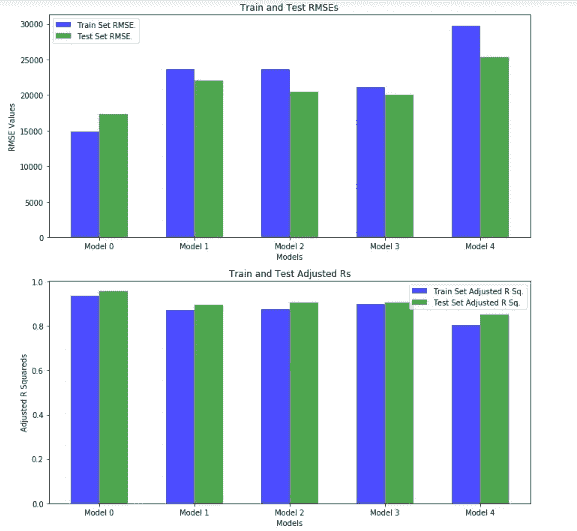 Train and Test RMSEs
30000
25000
20000
15000
10000
5000
0
RMSE Values
Train Set RMSE.
Test Set RMSE.
Model 0 Model 1 Model 2 Model 3 Model 4
Models
Train and Test Adjusted Rs
1.0
0.8
0.6
0.4
0.2
0.0
Adjusted R Squareds
Train Set Adjusted R Sq.
Test Set Adjusted R Sq.
Model 0 Model 1 Model 2 Model 3 Model 4
Models